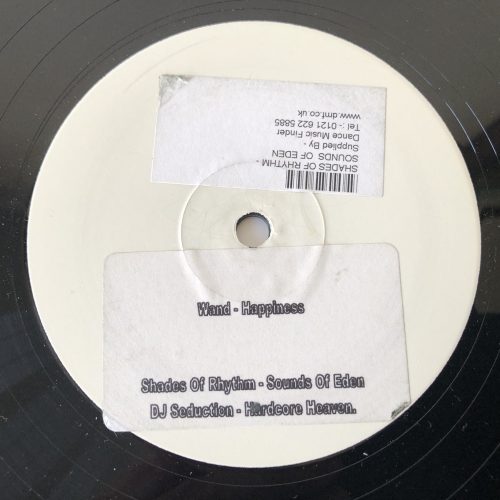 SHADES OF RHYTHM -
SOUNDS OF EDEN
Supplied By -
Dance Music Finder
Tel :- 0121 622 5885
www.dmf.co.uk
Wand - Happiness
Shades Of Rhythm - Sounds Of Eden
DJ Seduction - Hardcore Heaven.